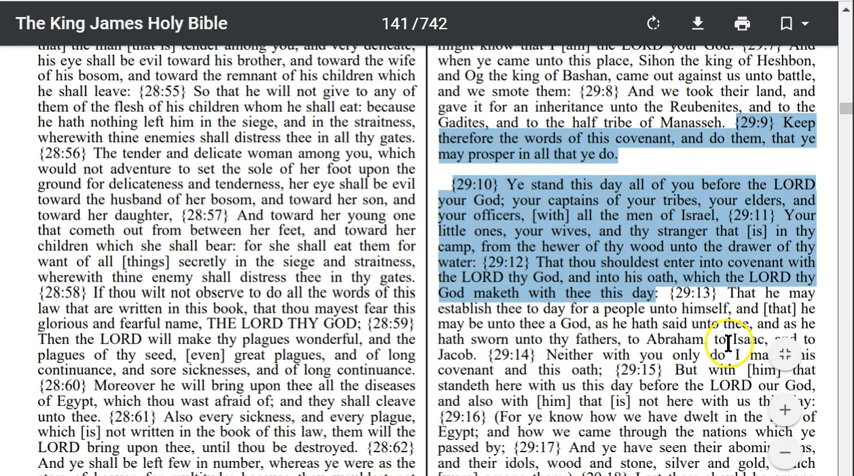 The King James Holy Bible
141 / 742
that] the man [that is] tender among you, and very delicate,
his eye shall be evil toward his brother, and toward the wife
of his bosom, and toward the remnant of his children which
he shall leave: {28:55} So that he will not give to any of
them of the flesh of his children whom he shall eat: because
he hath nothing left him in the siege, and in the straitness,
wherewith thine enemies shall distress thee in all thy gates.
{28:56} The tender and delicate woman among you, which
would not adventure to set the sole of her foot upon the
ground for delicateness and tenderness, her eye shall be evil
toward the husband of her bosom, and toward her son, and
toward her daughter, {28:57} And toward her young one
that cometh out from between her feet, and toward her
children which she shall bear: for she shall eat them for
want of all [things] secretly in the siege and straitness,
wherewith thine enemy shall distress thee in thy gates.
{28:58} If thou wilt not observe to do all the words of this
law that are written in this book, that thou mayest fear this
glorious and fearful name, THE LORD THY GOD; {28:59}
Then the LORD will make thy plagues wonderful, and the
plagues of thy seed, [even] great plagues, and of long
continuance, and sore sicknesses, and of long continuance.
{28:60} Moreover he will bring upon thee all the diseases
of Egypt, which thou wast afraid of; and they shall cleave
unto thee. {28:61} Also every sickness, and every plague,
which [is] not written in the book of this law, them will the
LORD bring upon thee, until thou be destroyed. {28:62}
And ye shall be left few in number, whereas ye were as the
might know that I [am] the LORD your God. {29:7} And
when ye came unto this place, Sihon the king of Heshbon,
and Og the king of Bashan, came out against us unto battle,
and we smote them: {29:8} And we took their land, and
gave it for an inheritance unto the Reubenites, and to the
Gadites, and to the half tribe of Manasseh. {29:9} Keep
therefore the words of this covenant, and do them, that ye
may prosper in all that ye do.
{29:10} Ye stand this day all of you before the LORD
your God; your captains of your tribes, your elders, and
your officers, [with] all the men of Israel, {29:11} Your
little ones, your wives, and thy stranger that [is] in thy
camp, from the hewer of thy wood unto the drawer of thy
water: {29:12} That thou shouldest enter into covenant with
the LORD thy God, and into his oath, which the LORD thy
God maketh with thee this day: {29:13} That he may
establish thee to day for a people unto himself, and [that] he
may be unto thee a God, as he hath said unto thee, and as he
hath sworn unto thy fathers, to Abraham, to Isaac, and
Jacob. {29:14} Neither with you only do I his
covenant and this oath; {29:15} But with [him] that
standeth here with us this day before the LORD our God,
and also with [him] that [is] not here with us this day:
{29:16} (For ye know how we have dwelt in the of
Egypt; and how we came through the nations which ye
passed by; {29:17} And ye have seen their
and their idols, wood and stone, silver and gold,